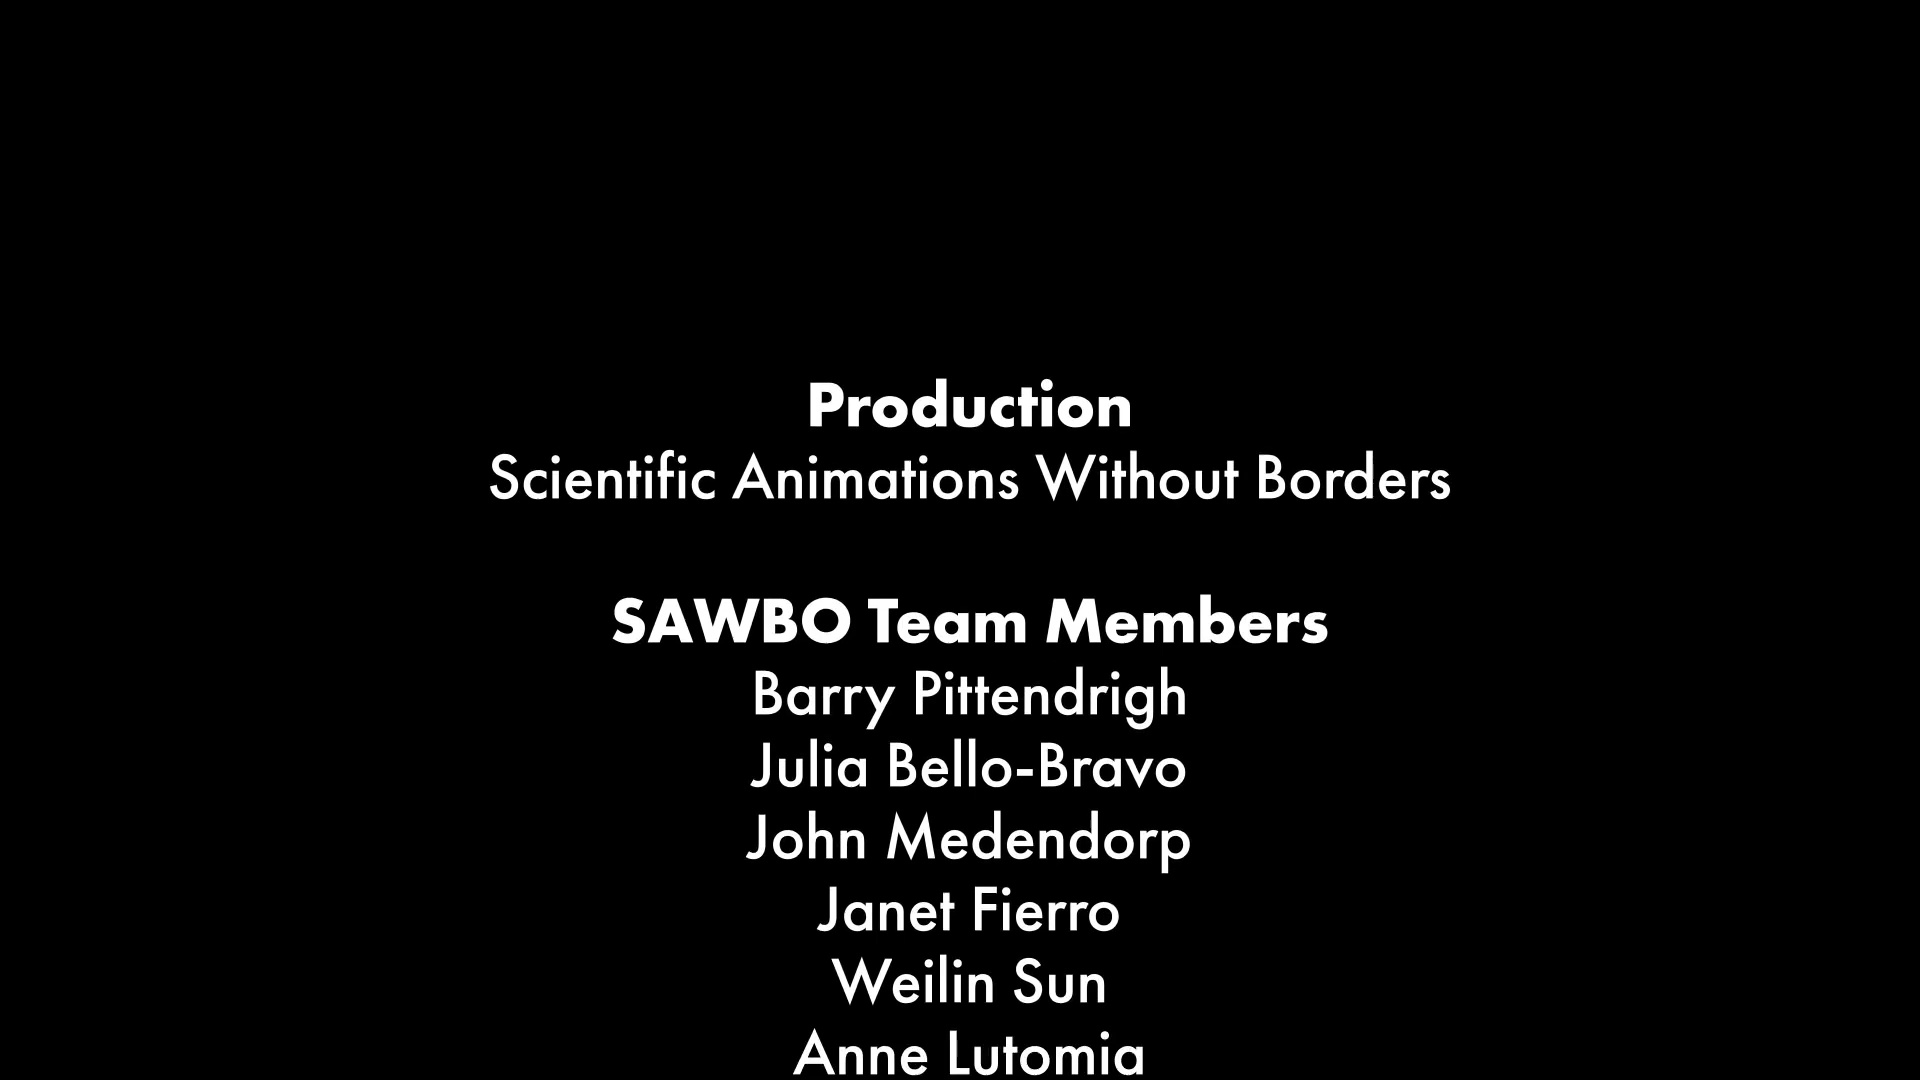 Production
Scientific Animations Without Borders
SAWBO Team Members
Barry Pittendrigh
Julia Bello-Bravo
John Medendorp
Janet Fierro
Weilin Sun
Anne Lutomia